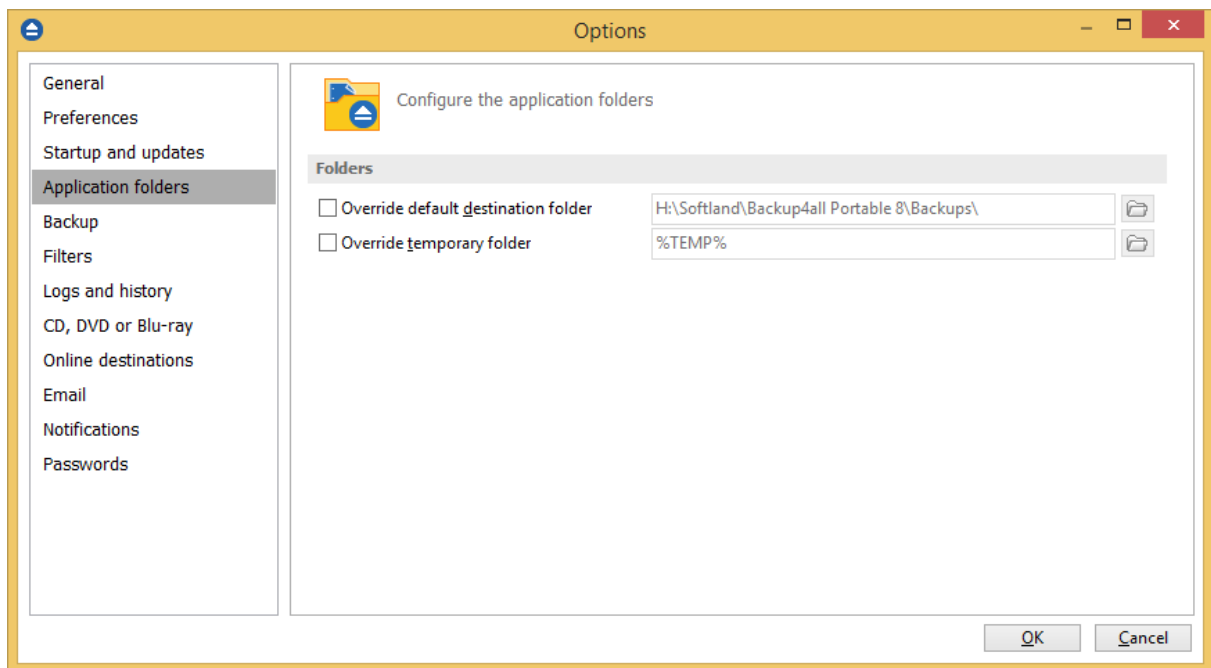 Options
General
Preferences
Startup and updates
Application folders
Backup
Filters
Logs and history
CD, DVD or Blu-ray
Online destinations
Email
Notifications
Passwords
Configure the application folders
Folders
Override default destination folder H:\Softland\Backup4all Portable 8\Backups\
Override temporary folder %TEMP%
OK Cancel